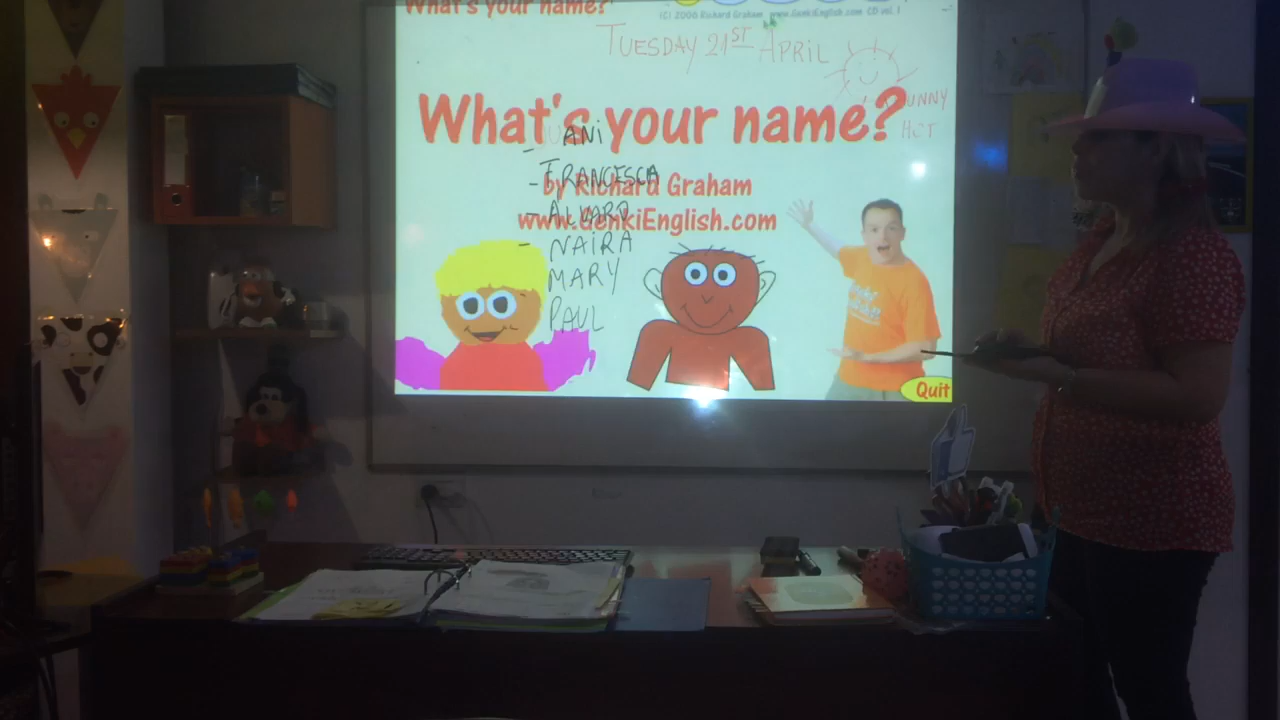 What's your name?
(C) 2006 Richard Graham www.GenkiEnglish.com CD vol. 1
TUESDAY 21ST APRIL
What's your name?
SUNNY
HOT
- ANi
- FRANCESCA
by Richard Graham
- ALVARO
www.GenkiEnglish.com
- NAiRA
MARY
PAUL
Quit